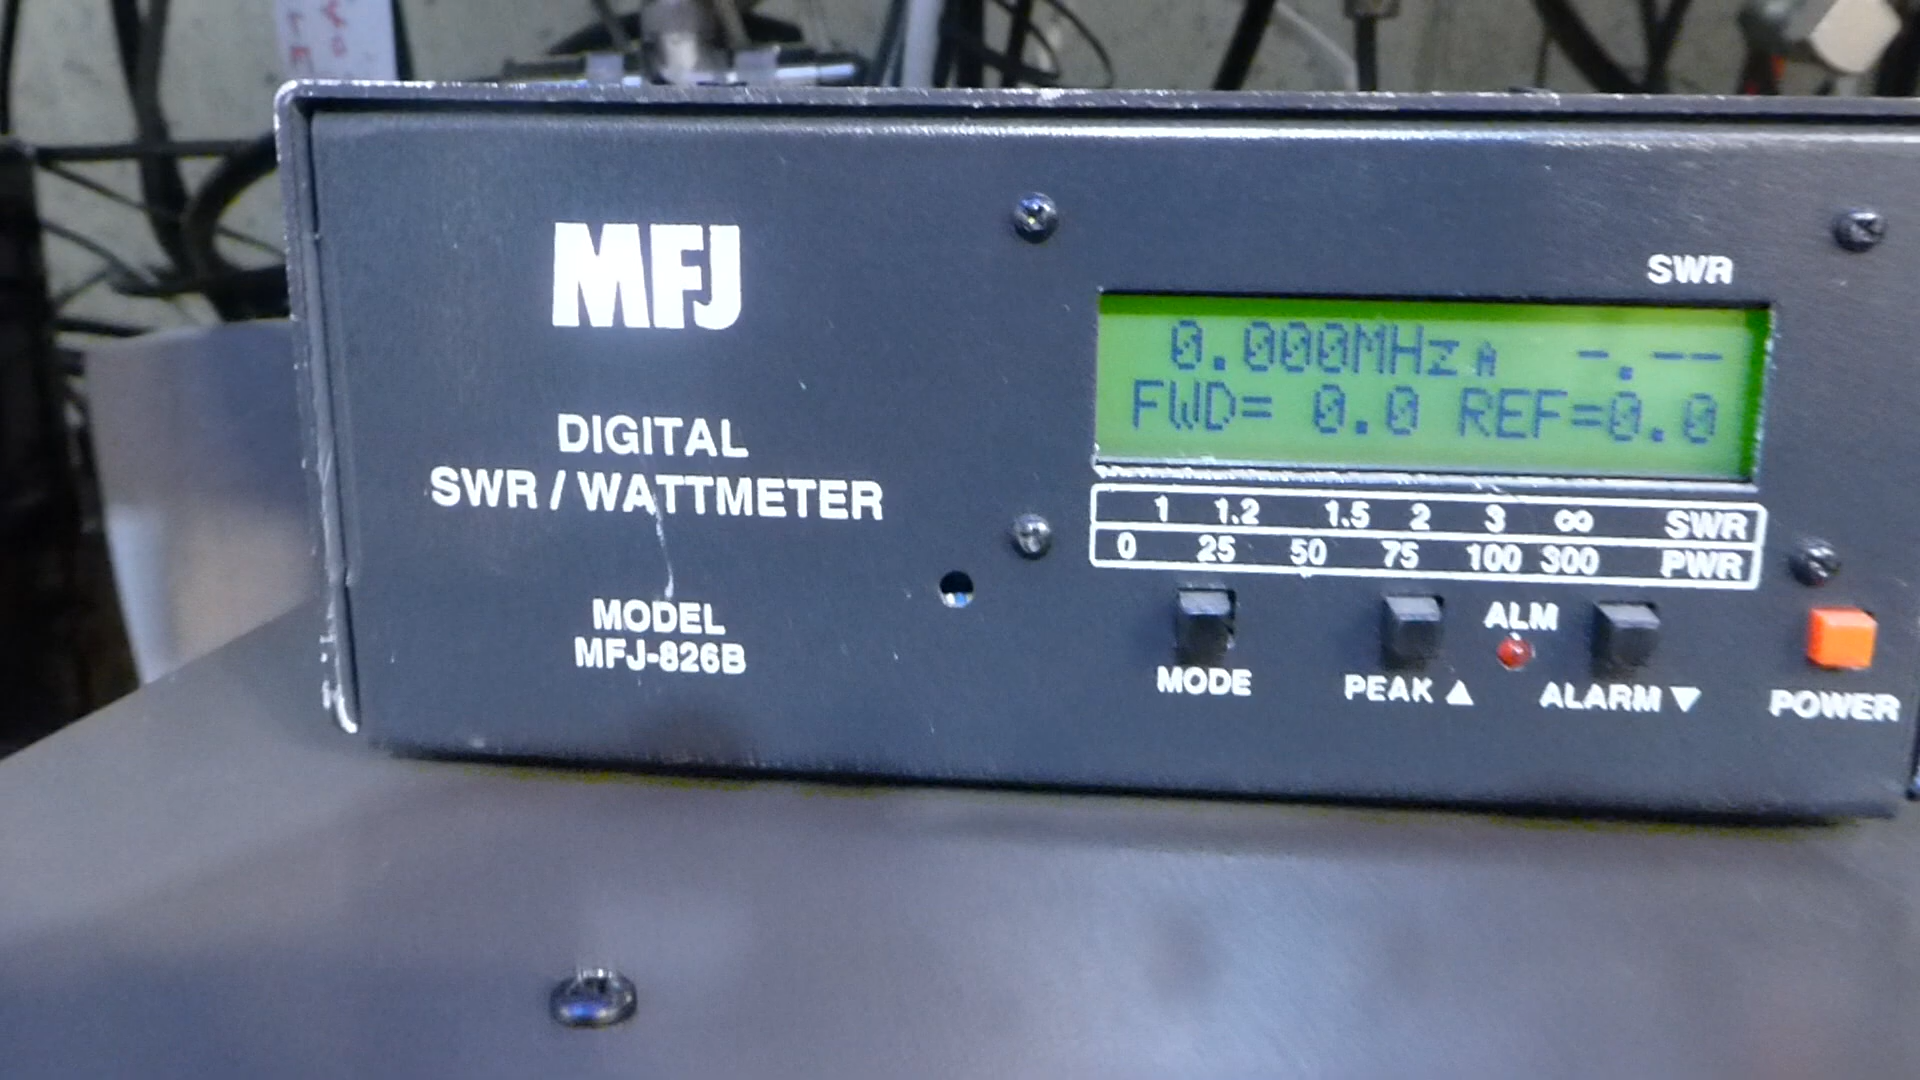 MFJ
DIGITAL
SWR / WATTMETER
MODEL
MFJ-826B
SWR
0.000MHzA -.--
FWD= 0.0 REF=0.0
1 1.2 1.5 2 3 ∞ SWR
0 25 50 75 100 300 PWR
ALM
MODE PEAK ▲ ALARM ▼ POWER